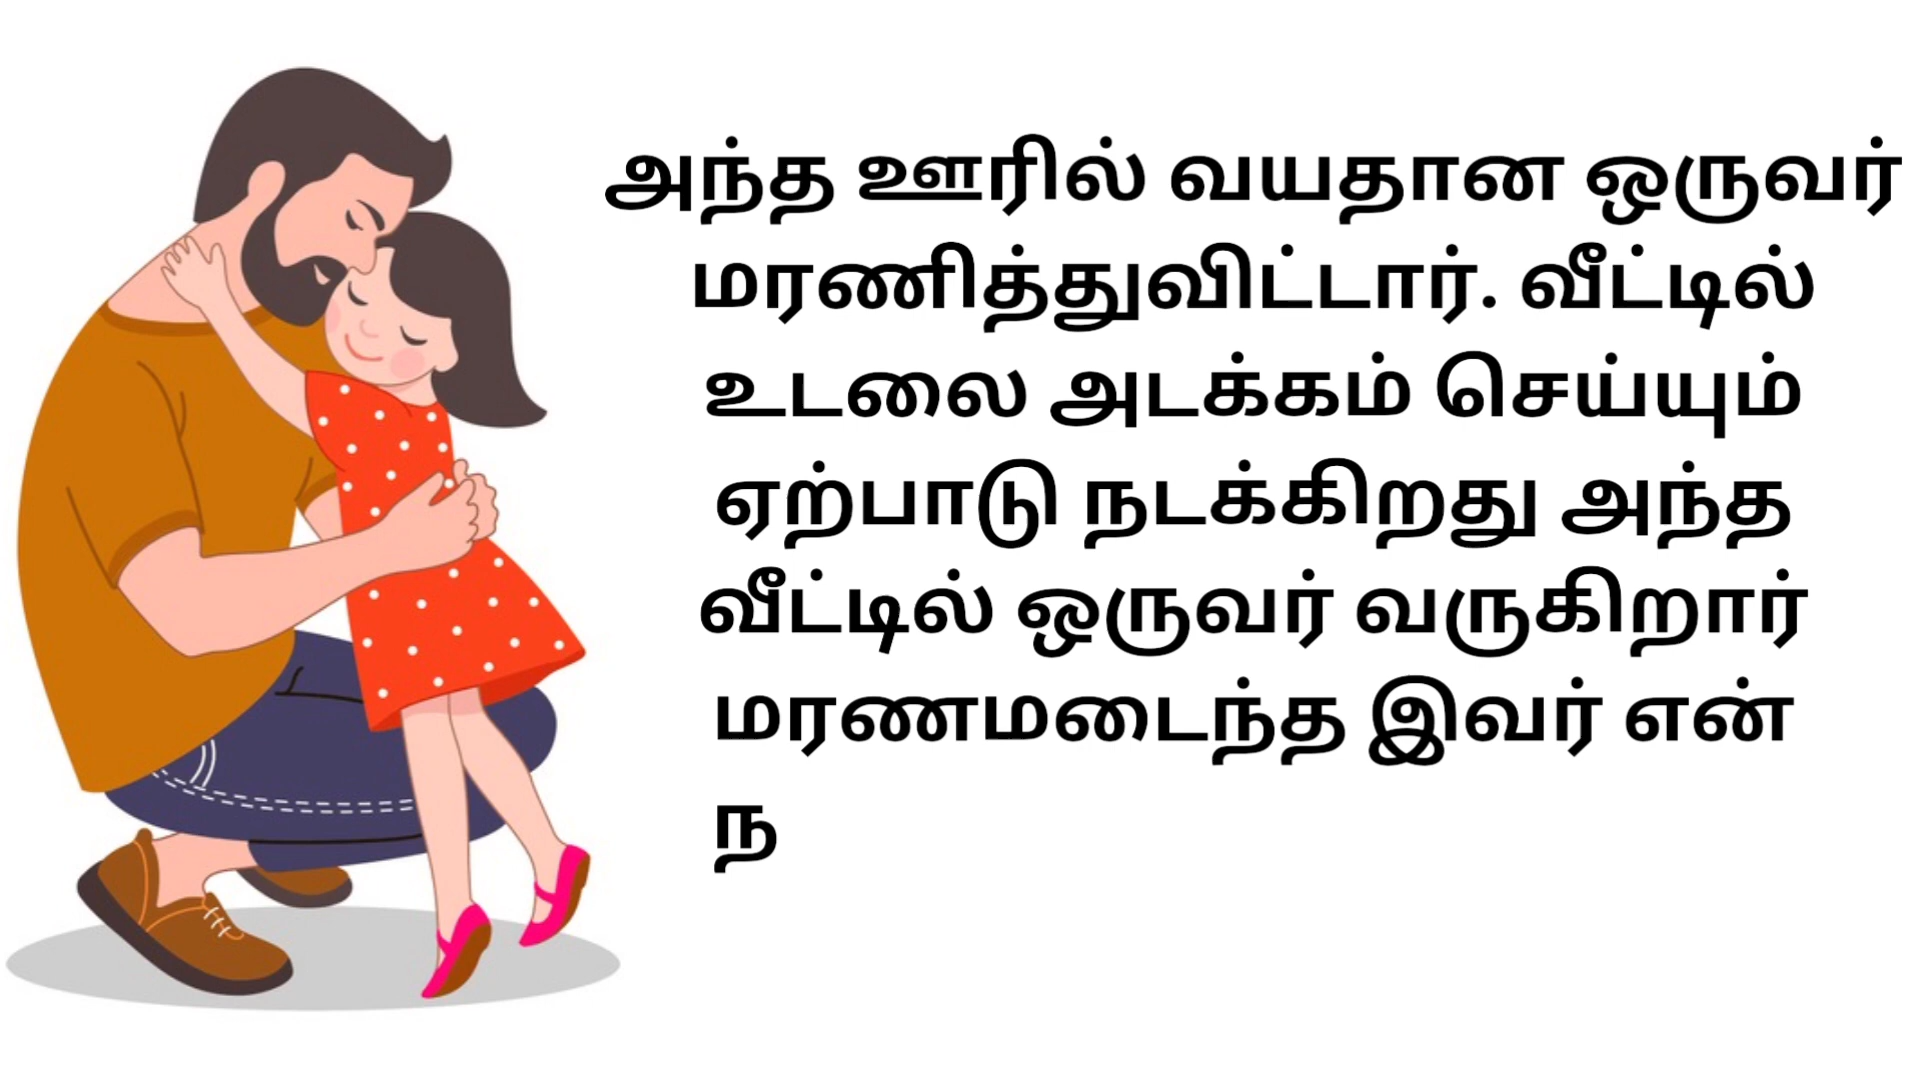 அந்த ஊரில் வயதான ஒருவர்
மரணித்துவிட்டார். வீட்டில்
உடலை அடக்கம் செய்யும்
ஏற்பாடு நடக்கிறது அந்த
வீட்டில் ஒருவர் வருகிறார்
மரணமடைந்த இவர் என்
ந